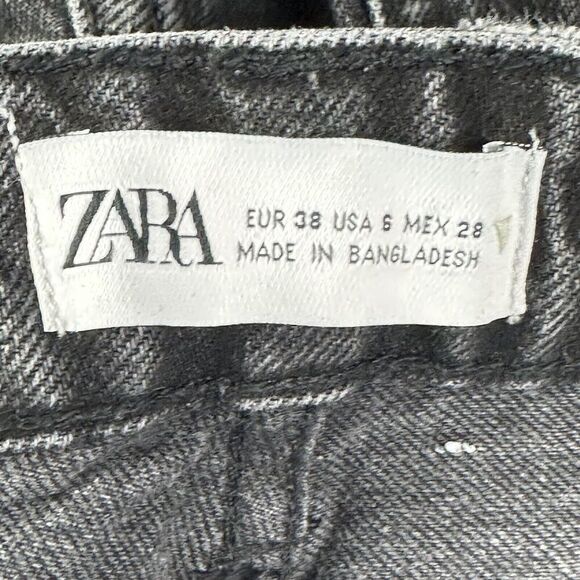 ZARA
EUR 38 USA 6 MEX 28
MADE IN BANGLADESH